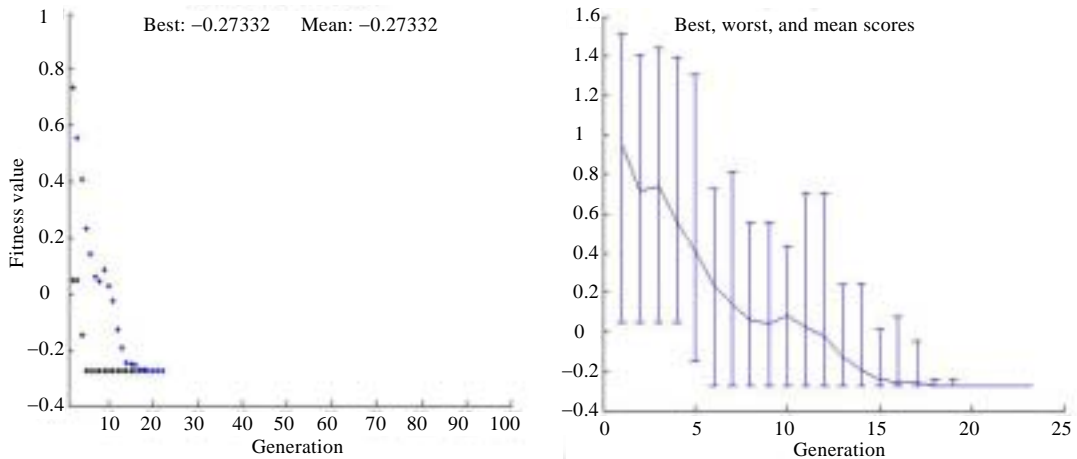 Best: −0.27332 Mean: −0.27332
Fitness value
1
0.8
0.6
0.4
0.2
0
−0.2
−0.4
10 20 30 40 50 60 70 80 90 100
Generation
Best, worst, and mean scores
1.6
1.4
1.2
1
0.8
0.6
0.4
0.2
0
−0.2
−0.4
0 5 10 15 20 25
Generation